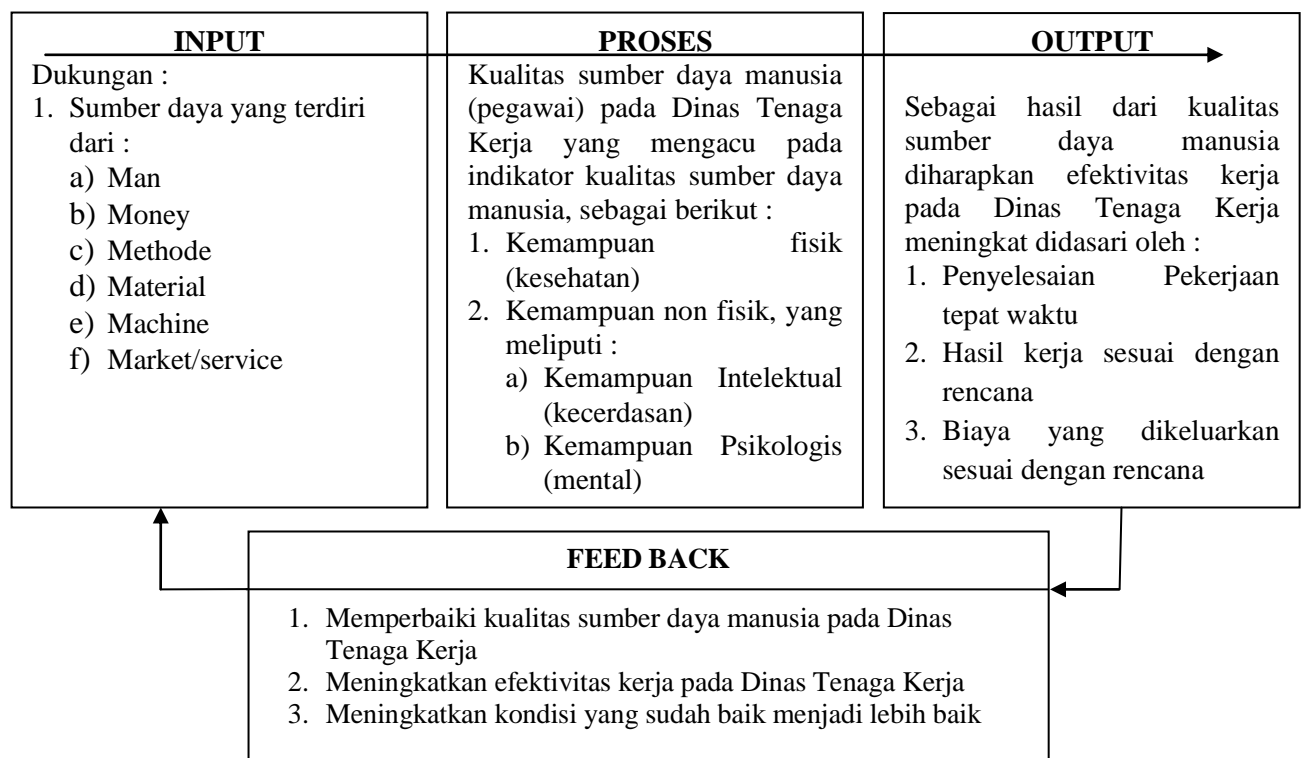 INPUT
Dukungan :
1. Sumber daya yang terdiri
dari :
a) Man
b) Money
c) Methode
d) Material
e) Machine
f) Market/service
PROSES
Kualitas sumber daya manusia
(pegawai) pada Dinas Tenaga
Kerja yang mengacu pada
indikator kualitas sumber daya
manusia, sebagai berikut :
1. Kemampuan fisik
(kesehatan)
2. Kemampuan non fisik, yang
meliputi :
a) Kemampuan Intelektual
(kecerdasan)
b) Kemampuan Psikologis
(mental)
OUTPUT
Sebagai hasil dari kualitas
sumber daya manusia
diharapkan efektivitas kerja
pada Dinas Tenaga Kerja
meningkat didasari oleh :
1. Penyelesaian Pekerjaan
tepat waktu
2. Hasil kerja sesuai dengan
rencana
3. Biaya yang dikeluarkan
sesuai dengan rencana
FEED BACK
1. Memperbaiki kualitas sumber daya manusia pada Dinas
Tenaga Kerja
2. Meningkatkan efektivitas kerja pada Dinas Tenaga Kerja
3. Meningkatkan kondisi yang sudah baik menjadi lebih baik